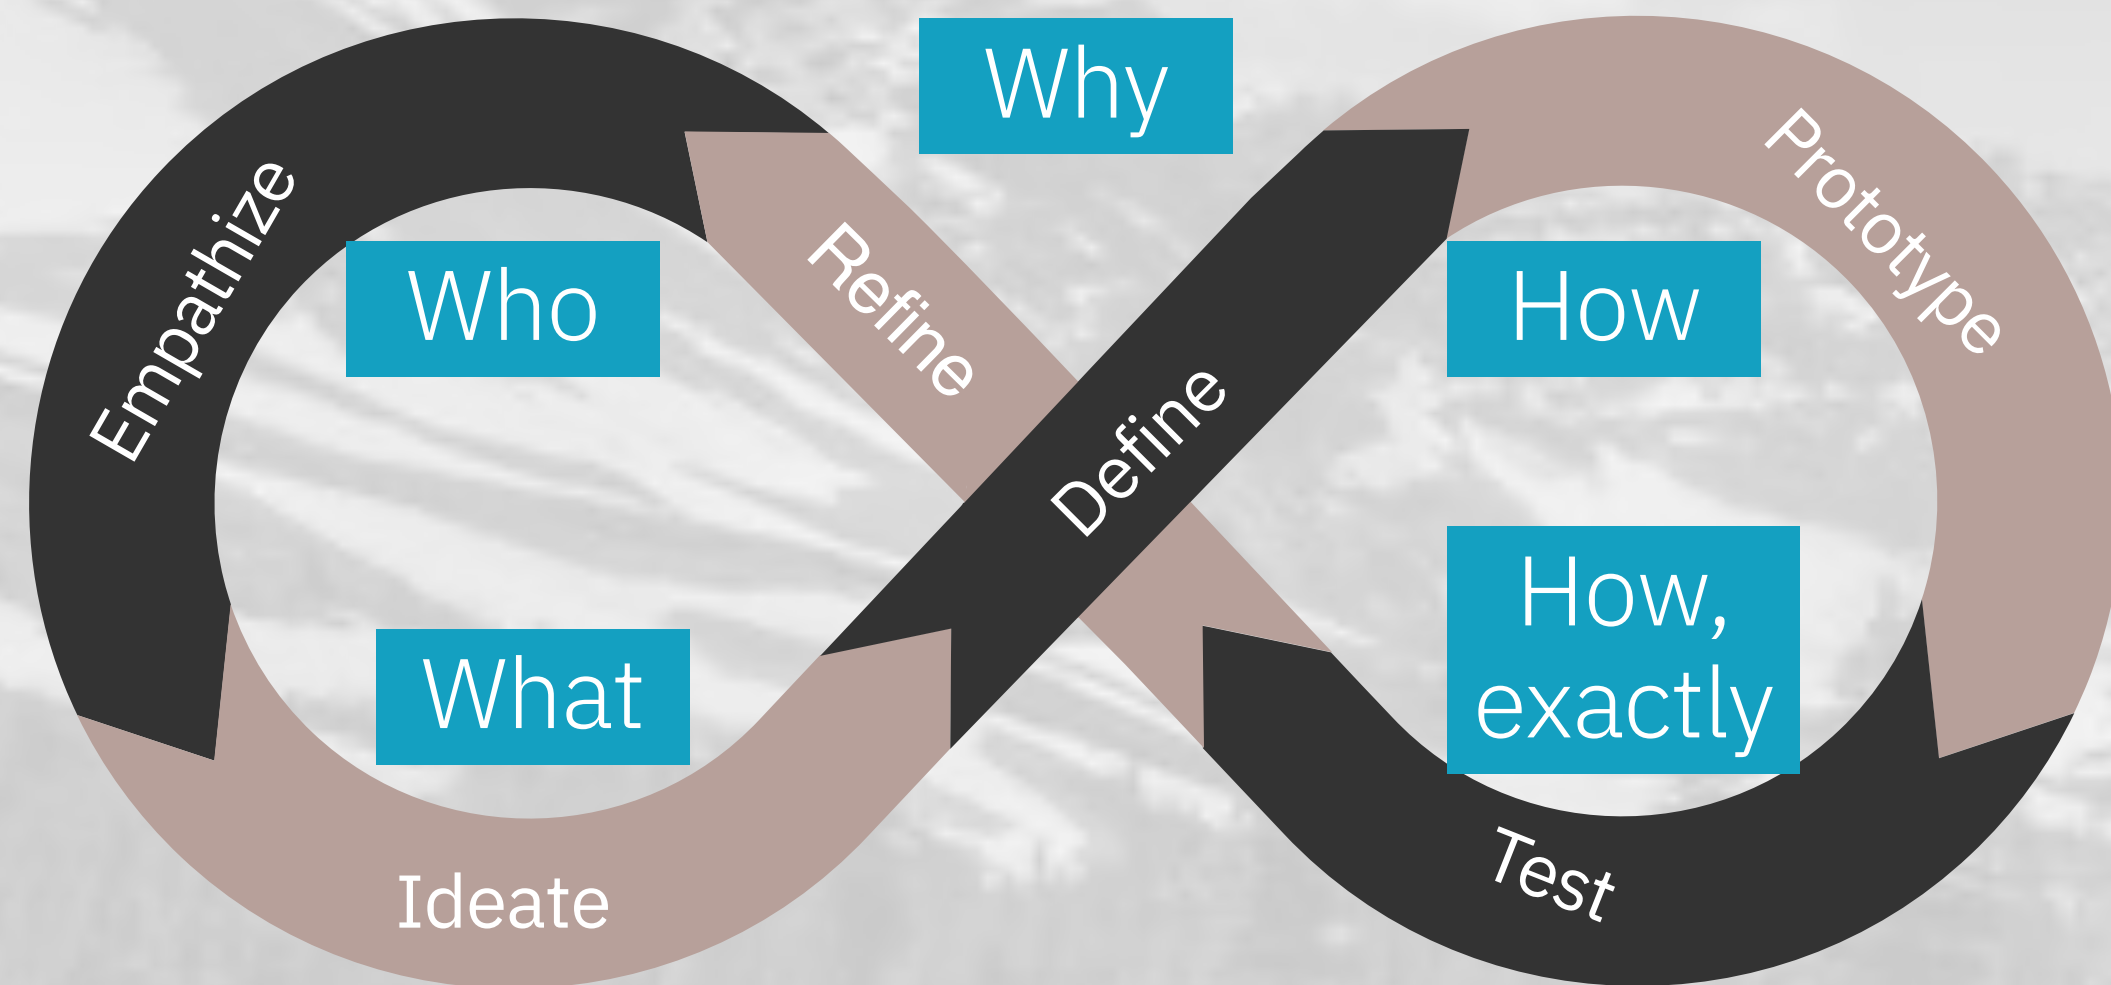 Why
Prototype
Empathize
Who
Refine
How
Define
What
How,
exactly
Ideate
Test